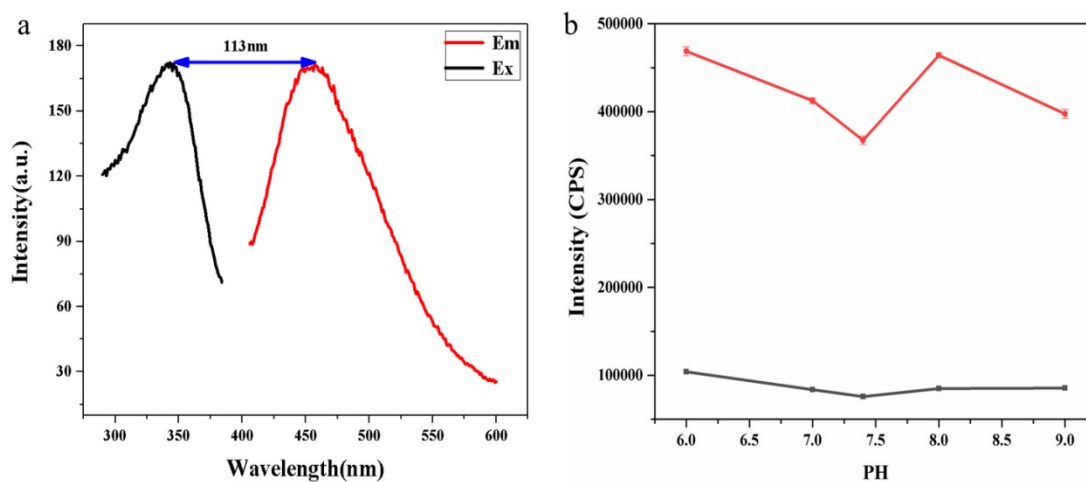 a
113nm
Em
Ex
180
150
120
90
60
30
300 350 400 450 500 550 600
Intensity(a.u.)
Wavelength(nm)
b
500000
400000
300000
200000
100000
6.0 6.5 7.0 7.5 8.0 8.5 9.0
Intensity (CPS)
PH